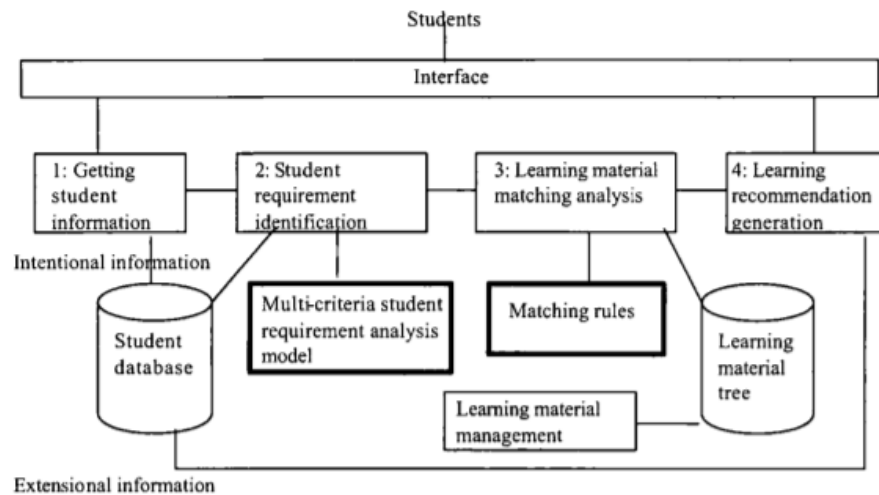 Students
Interface
1: Getting
student
information
2: Student
requirement
identification
3: Learning material
matching analysis
4: Learning
recommendation
generation
Intentional information
Student
database
Multi-criteria student
requirement analysis
model
Matching rules
Learning
material
tree
Learning material
management
Extensional information